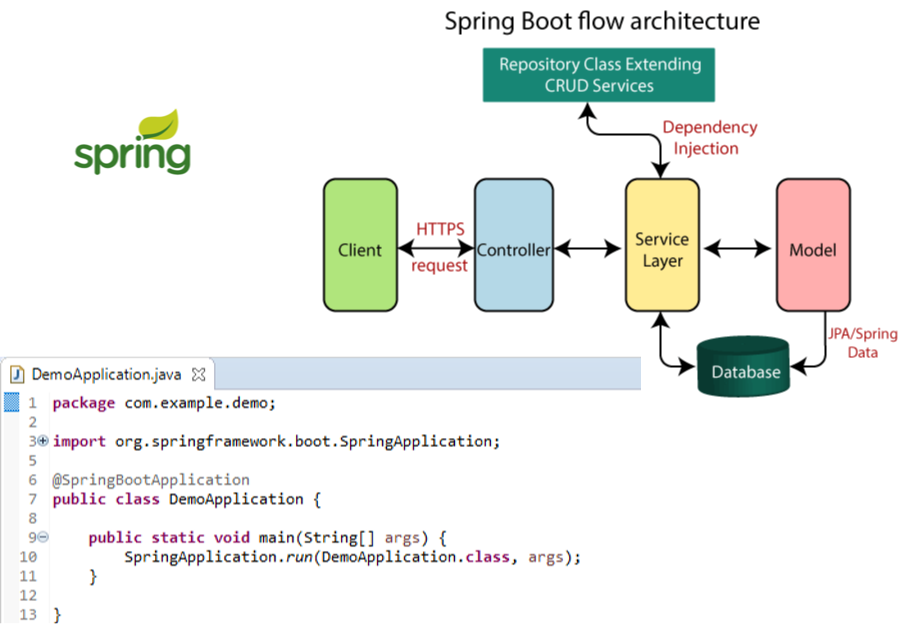 Spring Boot flow architecture
Repository Class Extending
CRUD Services
spring
Dependency
Injection
Client
HTTPS
request
Controller
Service
Layer
Model
JPA/Spring
Data
Database
DemoApplication.java
1 package com.example.demo;
2
3 import org.springframework.boot.SpringApplication;
5
6 @SpringBootApplication
7 public class DemoApplication {
8
9 public static void main(String[] args) {
10 SpringApplication.run(DemoApplication.class, args);
11 }
12
13 }